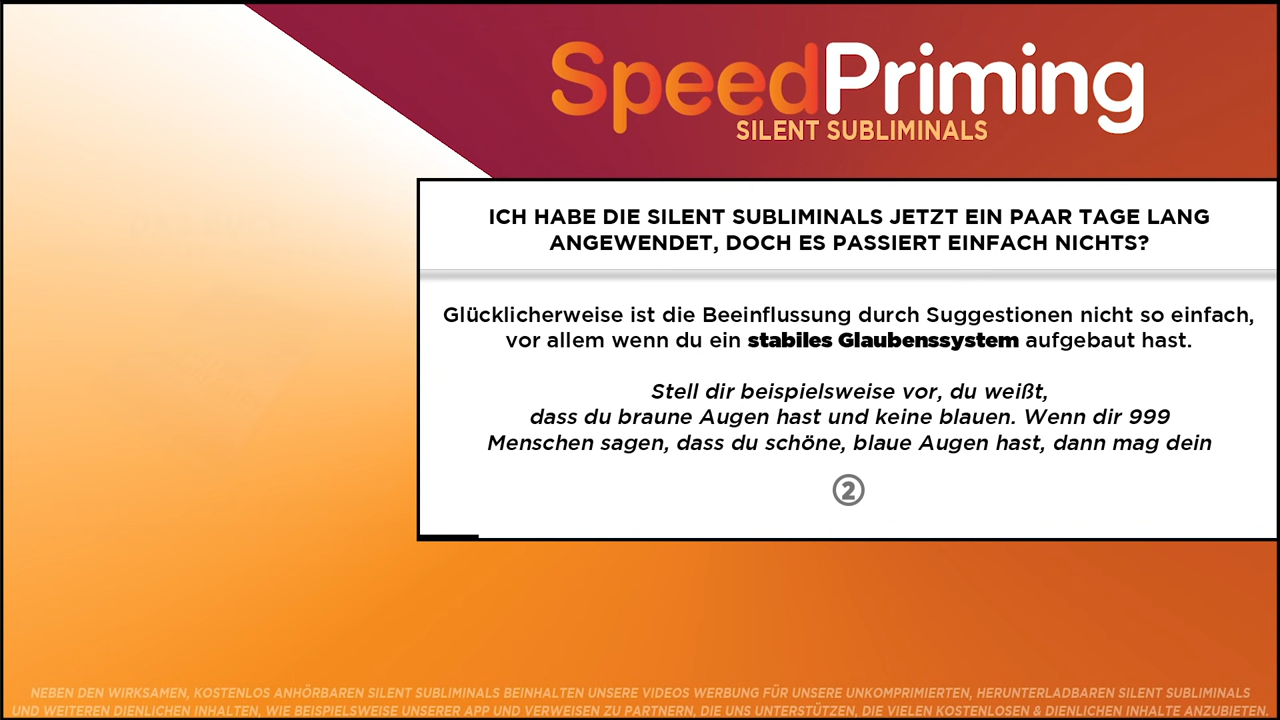 SpeedPriming
SILENT SUBLIMINALS
ICH HABE DIE SILENT SUBLIMINALS JETZT EIN PAAR TAGE LANG
ANGEWENDET, DOCH ES PASSIERT EINFACH NICHTS?
Glücklicherweise ist die Beeinflussung durch Suggestionen nicht so einfach,
vor allem wenn du ein stabiles Glaubenssystem aufgebaut hast.
Stell dir beispielsweise vor, du weißt,
dass du braune Augen hast und keine blauen. Wenn dir 999
Menschen sagen, dass du schöne, blaue Augen hast, dann mag dein
②
NEBEN DEN WIRKSAMEN, KOSTENLOS ANHÖRBAREN SILENT SUBLIMINALS BEINHALTEN UNSERE VIDEOS WERBUNG FÜR UNSERE UNKOMPRIMIERTEN, HERUNTERLADBAREN SILENT SUBLIMINALS
UND WEITEREN DIENLICHEN INHALTEN, WIE BEISPIELSWEISE UNSERER APP UND VERWEISEN ZU PARTNERN, DIE UNS UNTERSTÜTZEN, DIE VIELEN KOSTENLOSEN & DIENLICHEN INHALTE ANZUBIETEN.